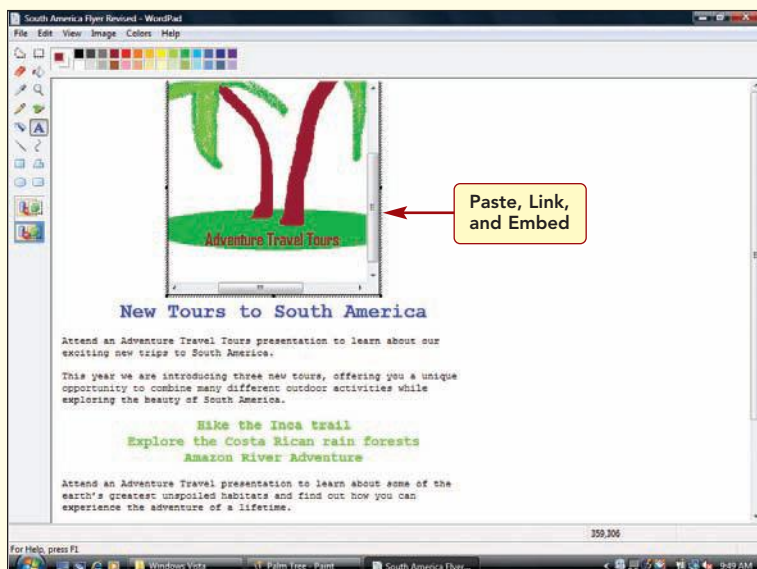 South America Flyer Revised - WordPad
File Edit View Image Colors Help
Adventure Travel Tours
Paste, Link,
and Embed
New Tours to South America
Attend an Adventure Travel Tours presentation to learn about our
exciting new trips to South America.
This year we are introducing three new tours, offering you a unique
opportunity to combine many different outdoor activities while
exploring the beauty of South America.
Hike the Inca trail
Explore the Costa Rican rain forests
Amazon River Adventure
Attend an Adventure Travel presentation to learn about some of the
earth's greatest unspoiled habitats and find out how you can
experience the adventure of a lifetime.
359,306
For Help, press F1
Windows Vista Palm Tree - Paint South America Flyer... 9:49 AM